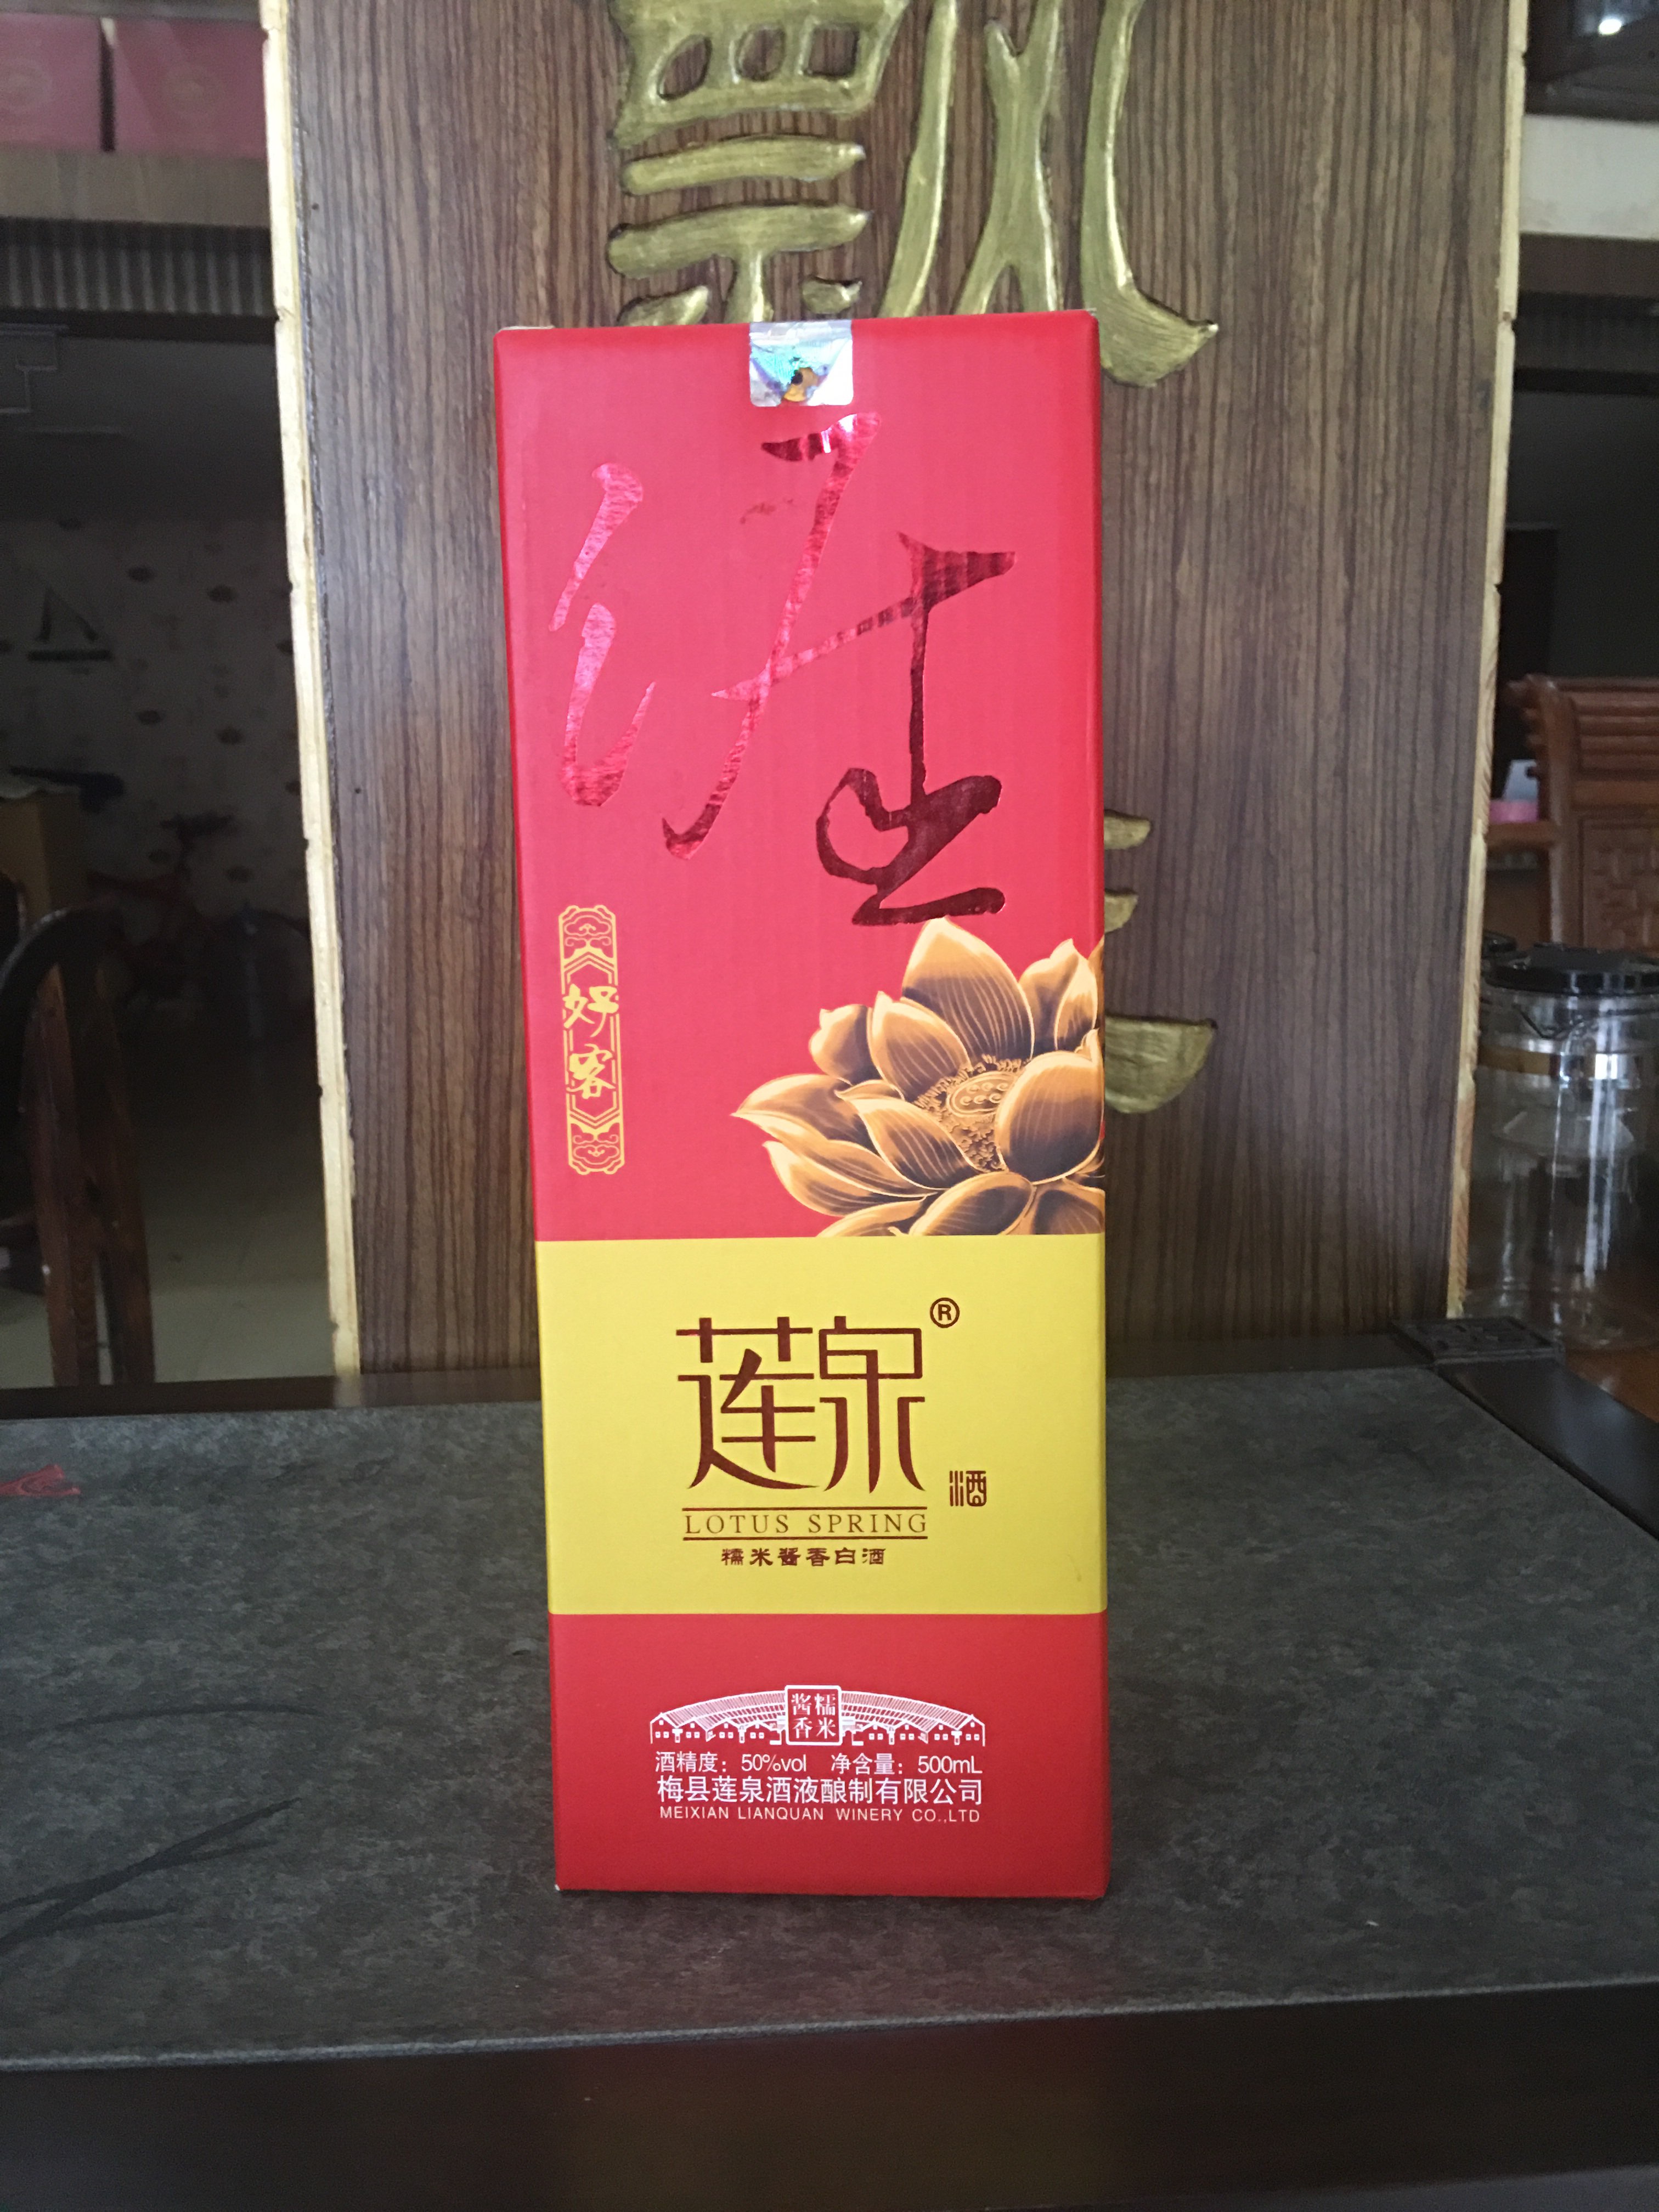 飘
红
好客
莲泉®
酒
LOTUS SPRING
糯米酱香白酒
酱糯
香米
酒精度：50%vol 净含量：500mL
梅县莲泉酒液酿制有限公司
MEIXIAN LIANQUAN WINERY CO.,LTD